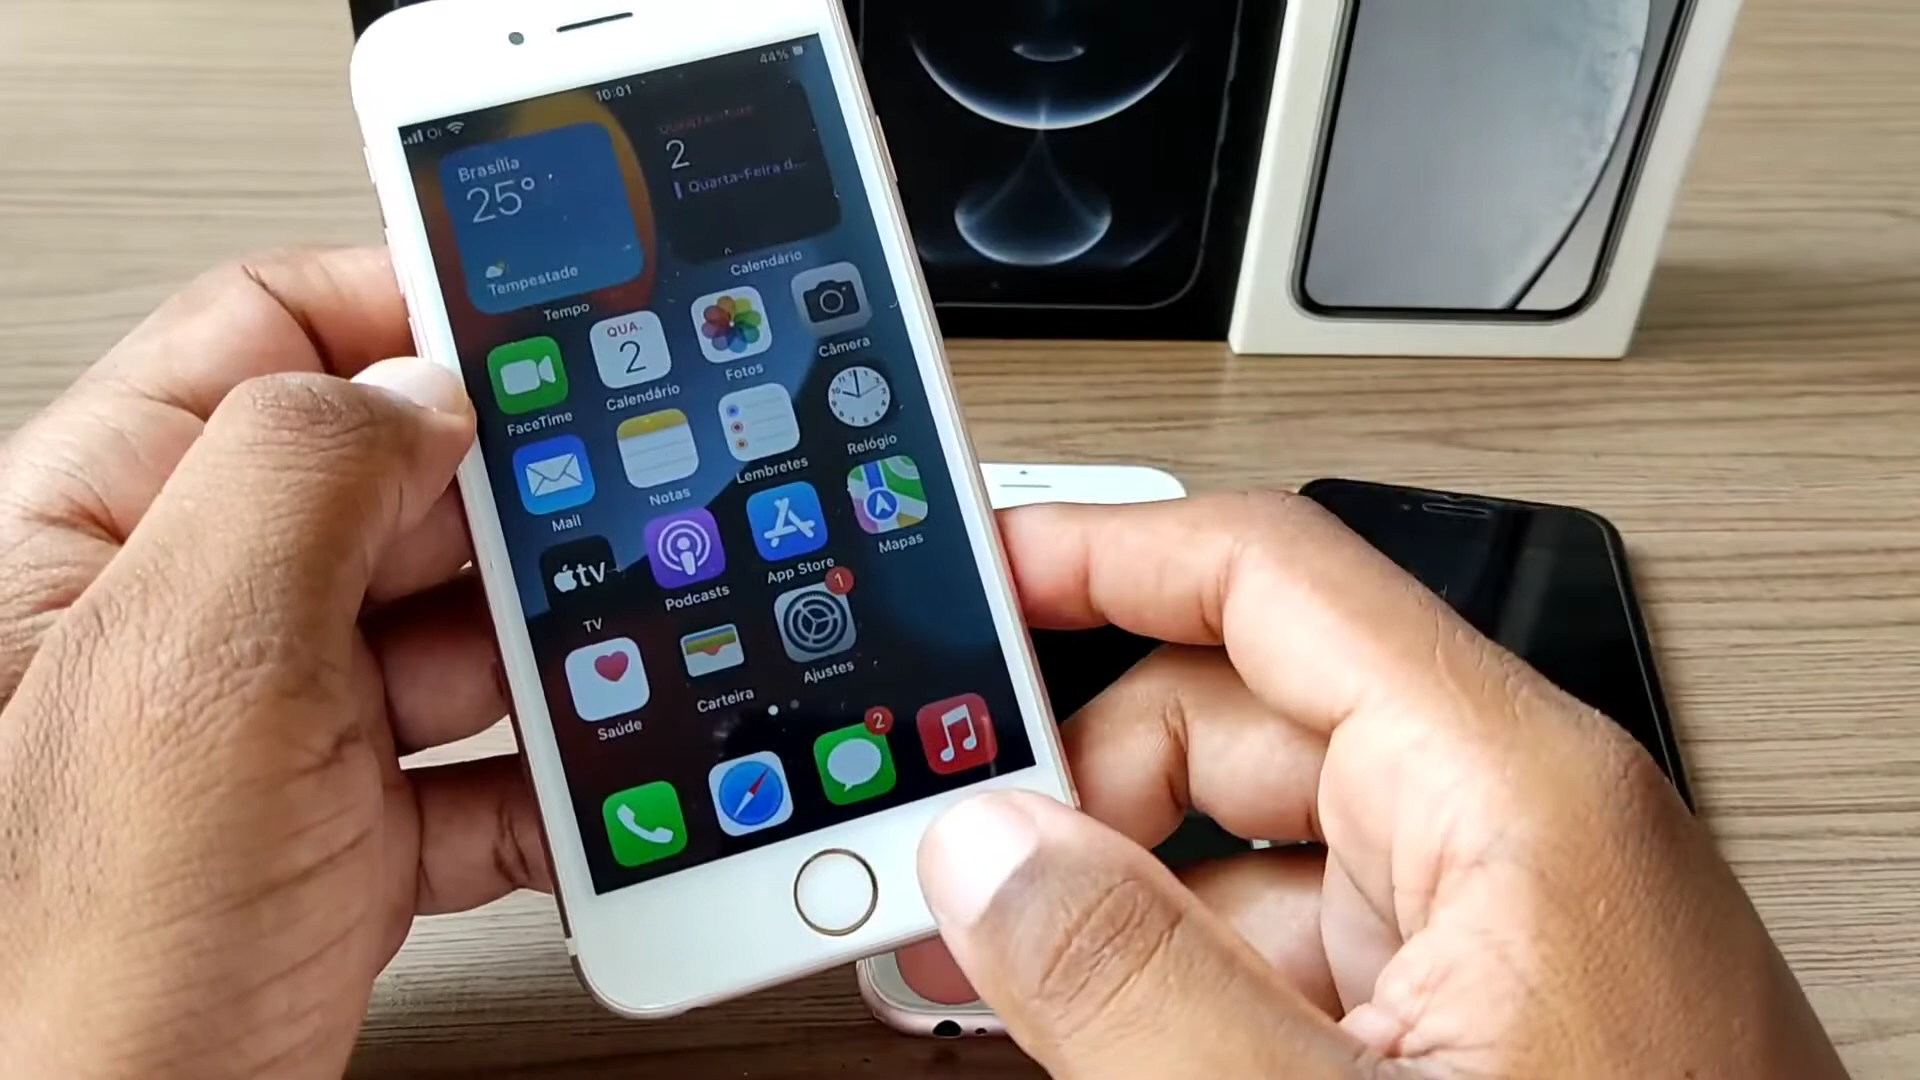 Oi
10:01
44%
Brasília
25°
Tempestade
Tempo
2
Quarta-Feira d...
Calendário
FaceTime
QUA.
2
Calendário
Fotos
Câmera
Mail
Notas
Lembretes
Relógio
tv
TV
Podcasts
App Store
Mapas
Saúde
Carteira
1
Ajustes
2